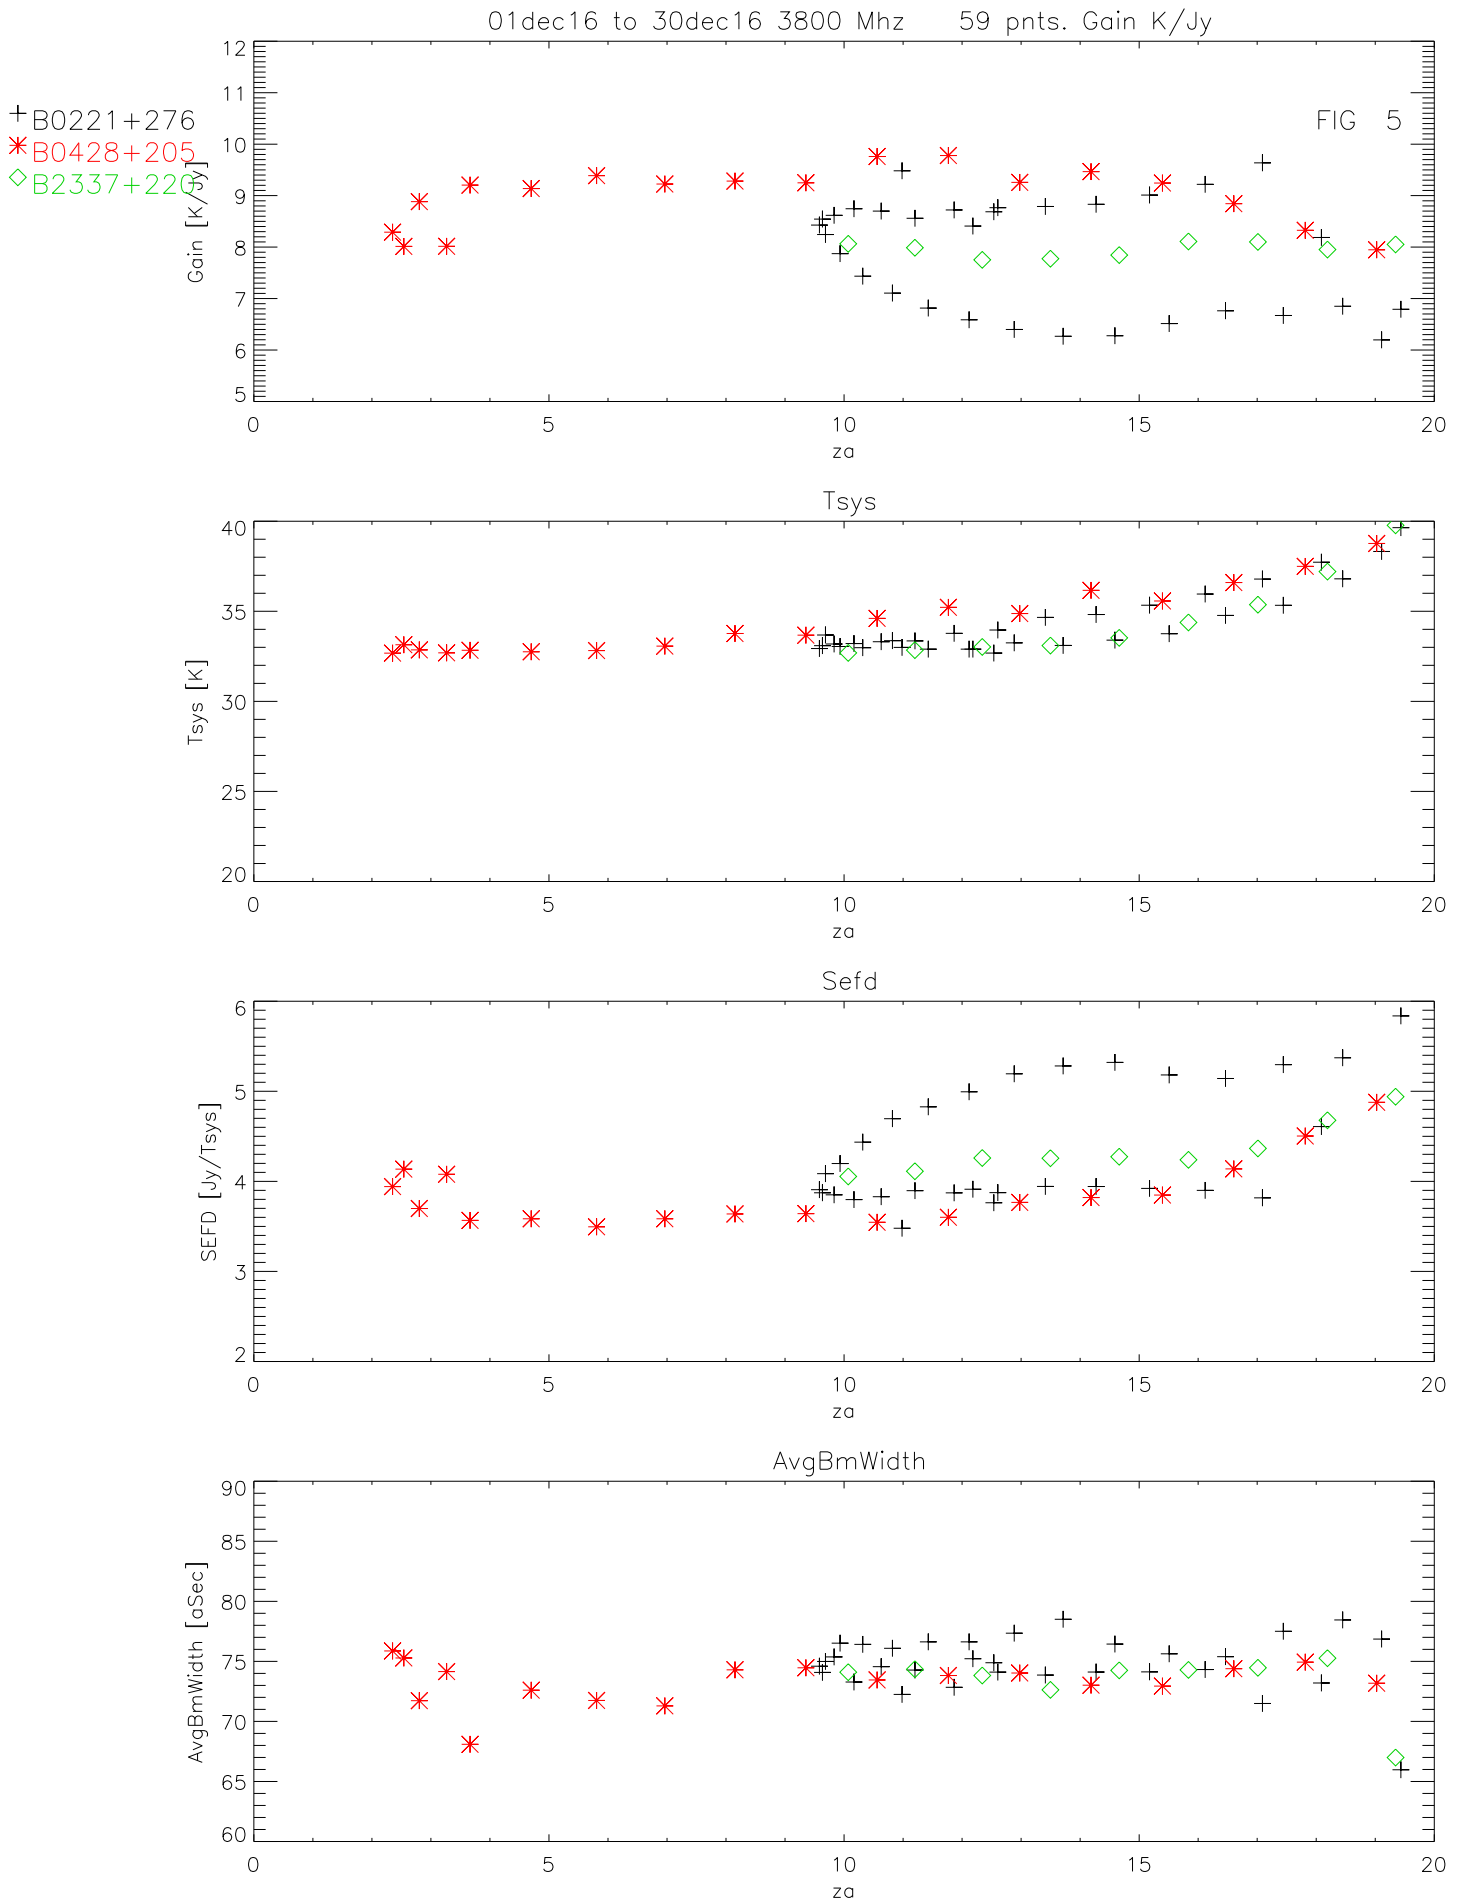 01dec16 to 30dec16 3800 Mhz 59 pnts. Gain K/Jy
B0221+276
B0428+205
B2337+220
FIG 5
Gain [K/Jy]
12
11
10
9
8
7
6
5
0 5 10 15 20
za
Tsys
Tsys [K]
40
35
30
25
20
0 5 10 15 20
za
Sefd
SEFD [Jy/Tsys]
6
5
4
3
2
0 5 10 15 20
za
AvgBmWidth
AvgBmWidth [aSec]
90
85
80
75
70
65
60
0 5 10 15 20
za